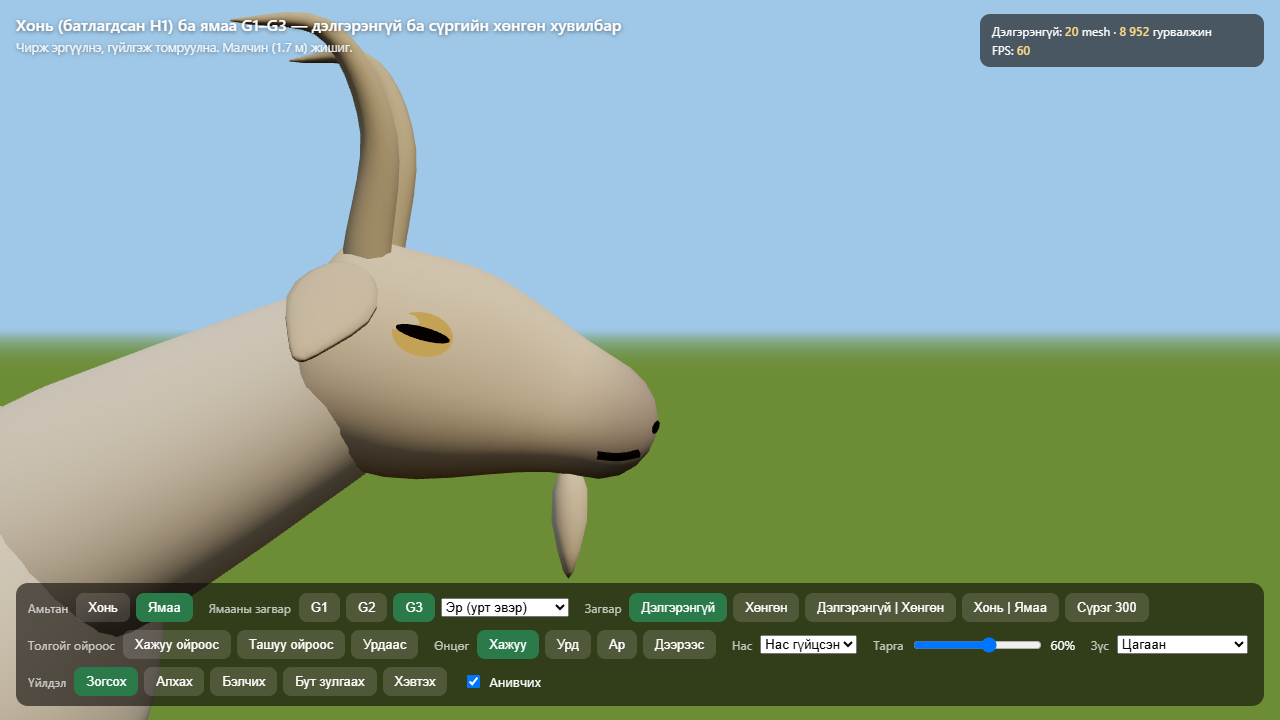 Хонь (батлагдсан H1) ба ямаа G1–G3 — дэлгэрэнгүй ба сүргийн хөнгөн хувилбар
Чирж эргүүлнэ, гүйлгэж томруулна. Малчин (1.7 м) жишиг.
Дэлгэрэнгүй: 20 mesh · 8 952 гурвалжин
FPS: 60
Амьтан Хонь Ямаа Ямааны загвар G1 G2 G3 Эр (урт эвэр) Загвар Дэлгэрэнгүй Хөнгөн Дэлгэрэнгүй | Хөнгөн Хонь | Ямаа Сүрэг 300
Толгойг ойроос Хажуу ойроос Ташуу ойроос Урдаас Өнцөг Хажуу Урд Ар Дээрээс Нас Нас гүйцсэн Тарга 60% Зүс Цагаан
Үйлдэл Зогсох Алхах Бэлчих Бут зулгаах Хэвтэх Анивчих